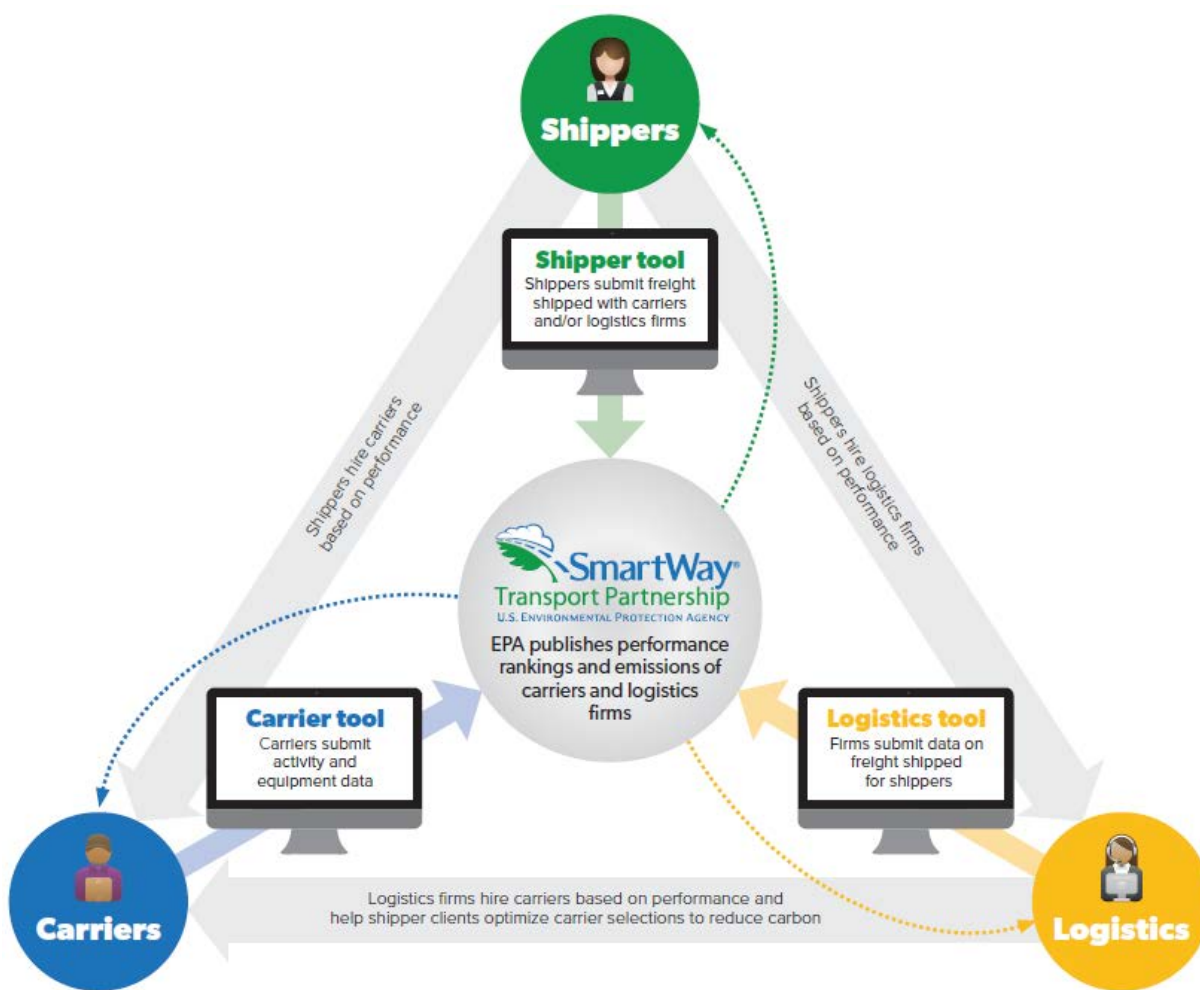 Shippers
Shipper tool
Shippers submit freight
shipped with carriers
and/or logistics firms
Shippers hire carriers
based on performance
Shippers hire logistics firms
based on performance
SmartWay®
Transport Partnership
U.S. ENVIRONMENTAL PROTECTION AGENCY
EPA publishes performance
rankings and emissions of
carriers and logistics
firms
Carrier tool
Carriers submit
activity and
equipment data
Logistics tool
Firms submit data on
freight shipped
for shippers
Carriers
Logistics firms hire carriers based on performance and
help shipper clients optimize carrier selections to reduce carbon
Logistics